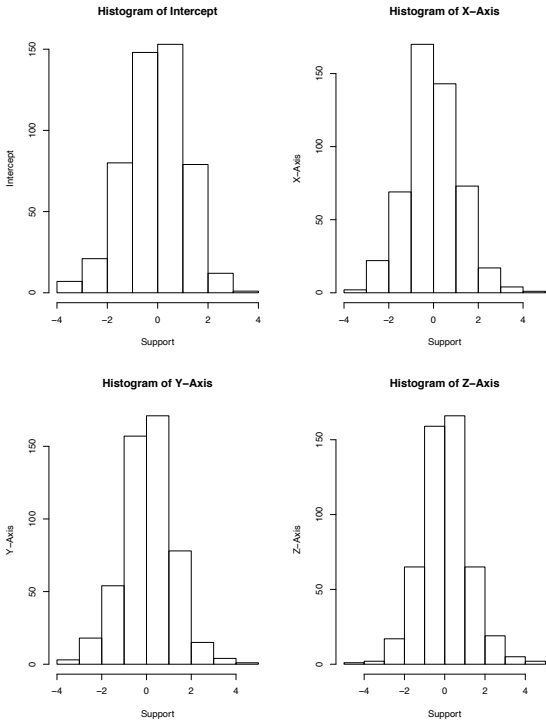 Histogram of Intercept
Intercept
150
100
50
0
−4 −2 0 2 4
Support
Histogram of X−Axis
X−Axis
150
100
50
0
−4 −2 0 2 4
Support
Histogram of Y−Axis
Y−Axis
150
100
50
0
−4 −2 0 2 4
Support
Histogram of Z−Axis
Z−Axis
150
100
50
0
−4 −2 0 2 4
Support